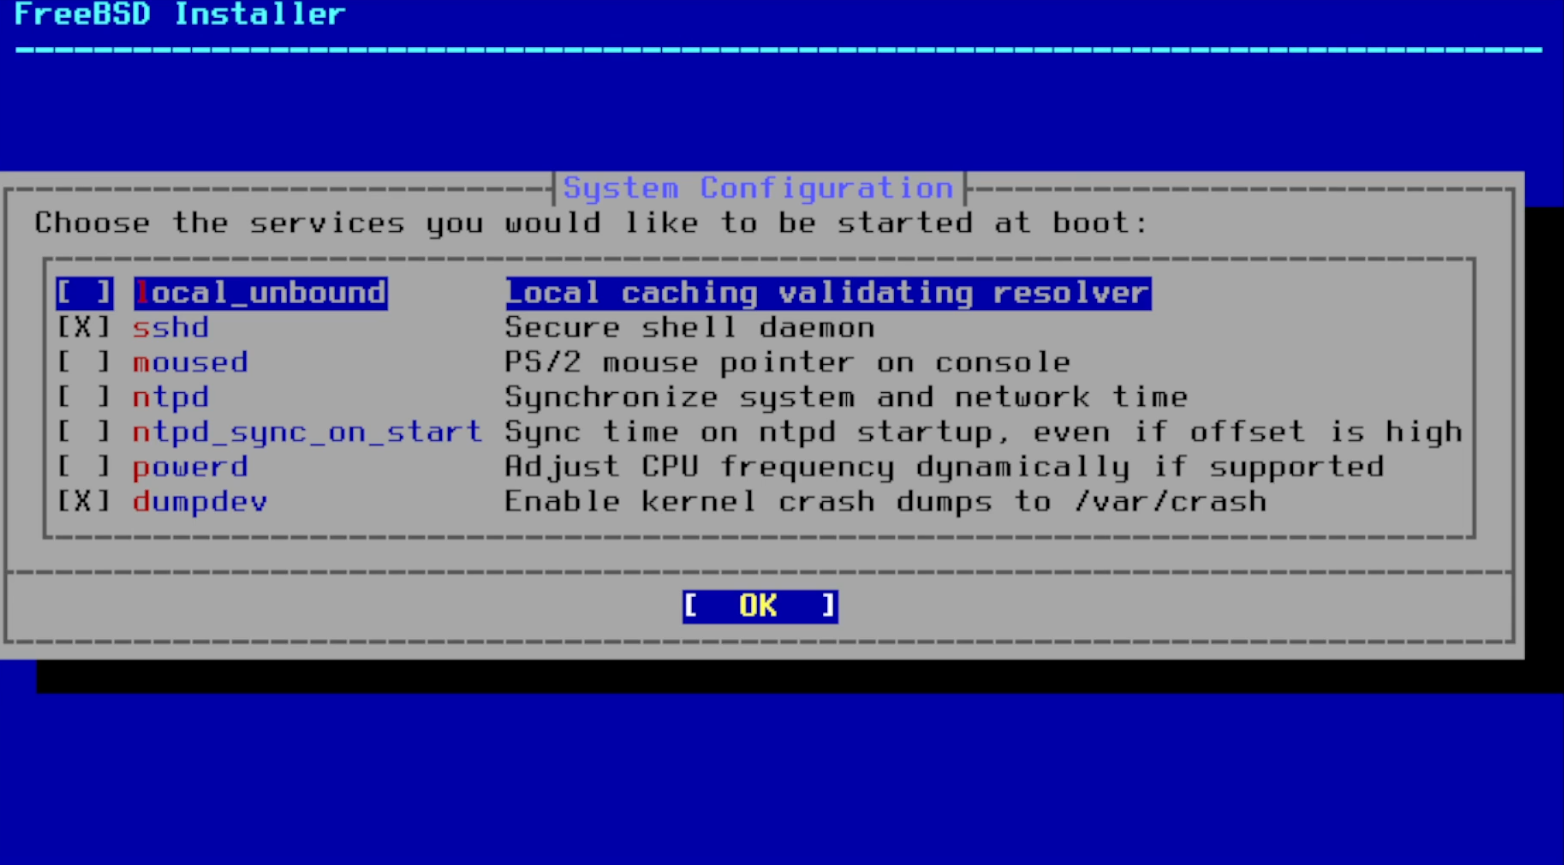 FreeBSD Installer
System Configuration
Choose the services you would like to be started at boot:
[ ] local_unbound Local caching validating resolver
[X] sshd Secure shell daemon
[ ] moused PS/2 mouse pointer on console
[ ] ntpd Synchronize system and network time
[ ] ntpd_sync_on_start Sync time on ntpd startup, even if offset is high
[ ] powerd Adjust CPU frequency dynamically if supported
[X] dumpdev Enable kernel crash dumps to /var/crash
[ OK ]